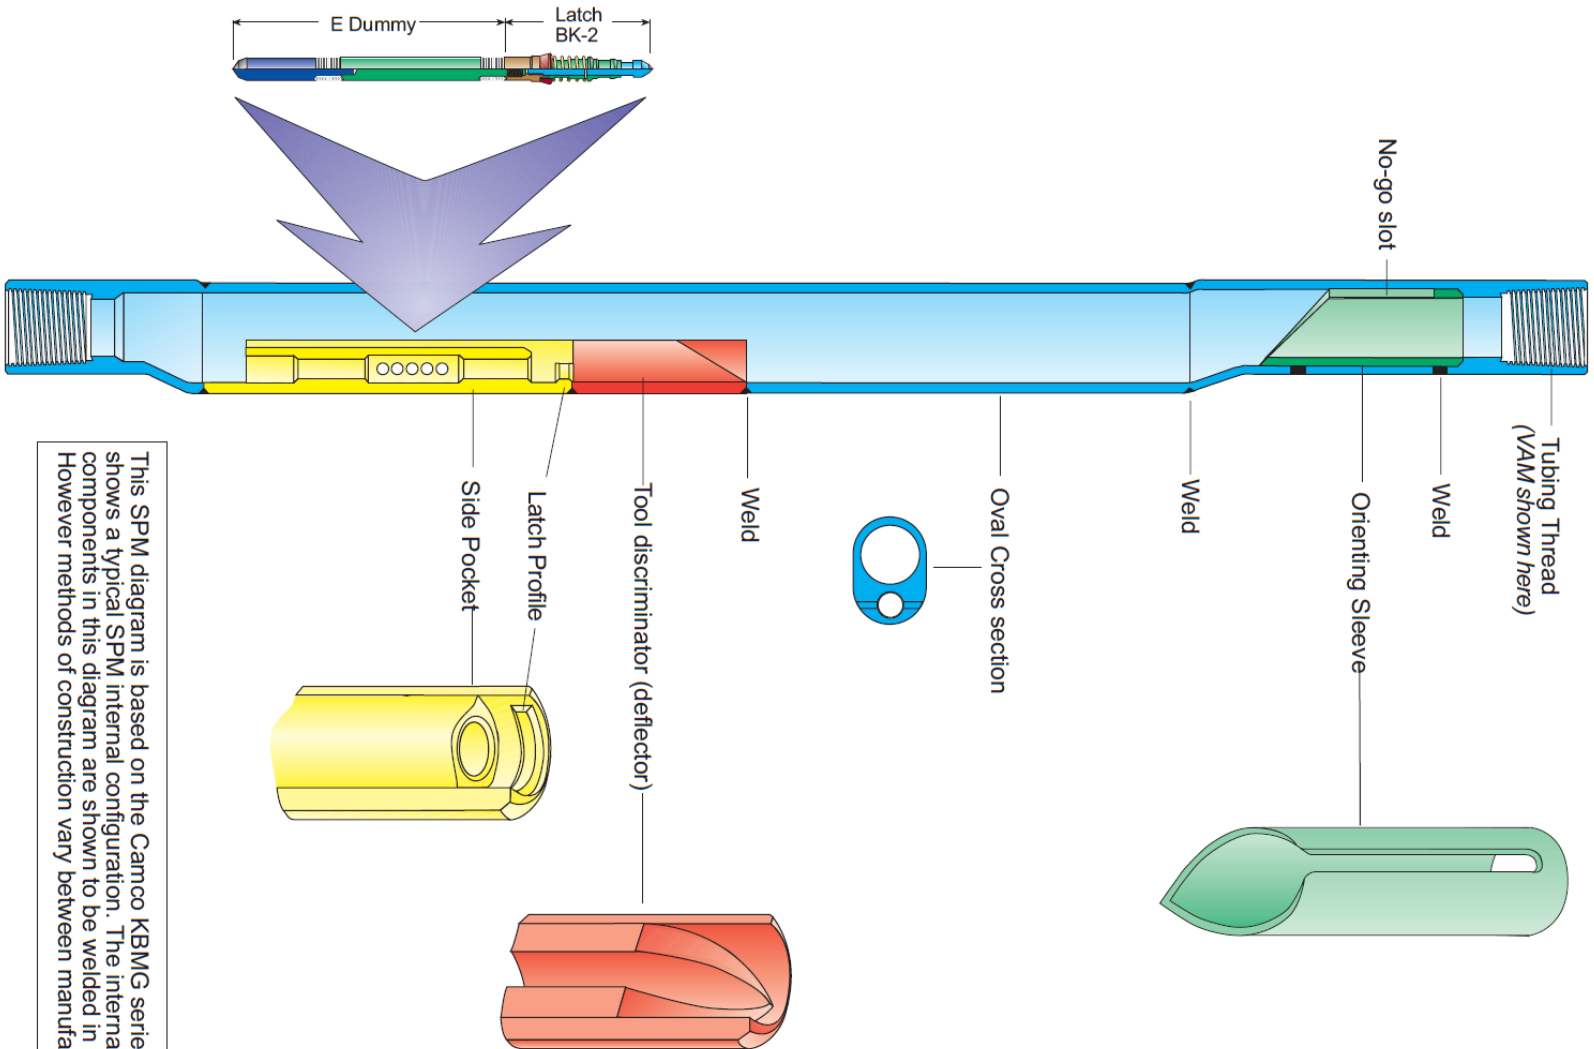 E Dummy
Latch
BK-2
No-go slot
Tubing Thread
(VAM shown here)
Weld
Orienting Sleeve
Weld
Oval Cross section
Weld
Tool discriminator (deflector)
Latch Profile
Side Pocket
This SPM diagram is based on the Camco KBMG serie
shows a typical SPM internal configuration. The interna
components in this diagram are shown to be welded in
However methods of construction vary between manufa